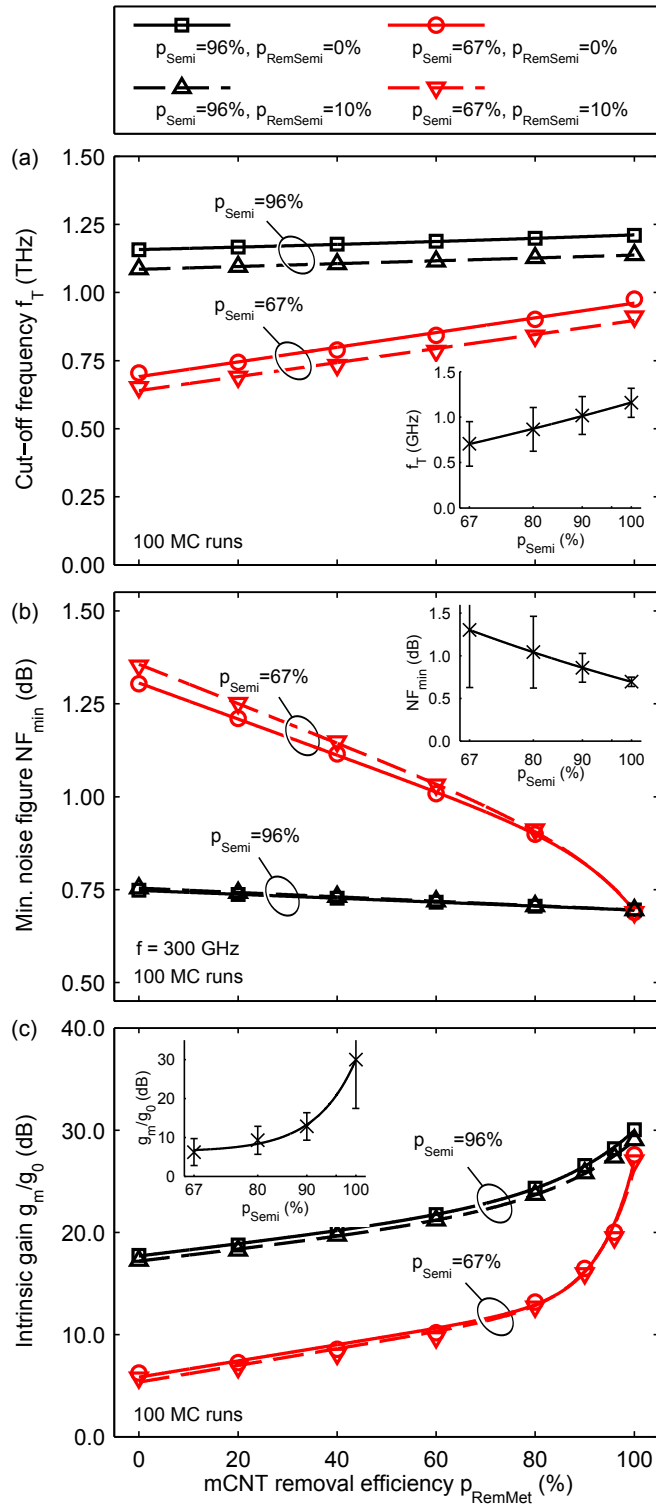 p_Semi=96%, p_RemSemi=0%
p_Semi=67%, p_RemSemi=0%
p_Semi=96%, p_RemSemi=10%
p_Semi=67%, p_RemSemi=10%
(a)
Cut−off frequency f_T (THz)
1.50
1.25
1.00
0.75
0.50
0.25
0.00
p_Semi=96%
p_Semi=67%
100 MC runs
f_T (GHz)
1.5
1.0
0.5
0.0
67 80 90 100
p_Semi (%)
(b)
Min. noise figure NF_min (dB)
1.50
1.25
1.00
0.75
0.50
p_Semi=67%
p_Semi=96%
f = 300 GHz
100 MC runs
NF_min (dB)
1.5
1.0
0.5
0.0
67 80 90 100
p_Semi (%)
(c)
Intrinsic gain g_m/g_0 (dB)
40.0
30.0
20.0
10.0
0.0
g_m/g_0 (dB)
30
20
10
0
67 80 90 100
p_Semi (%)
p_Semi=96%
p_Semi=67%
100 MC runs
0 20 40 60 80 100
mCNT removal efficiency p_RemMet (%)